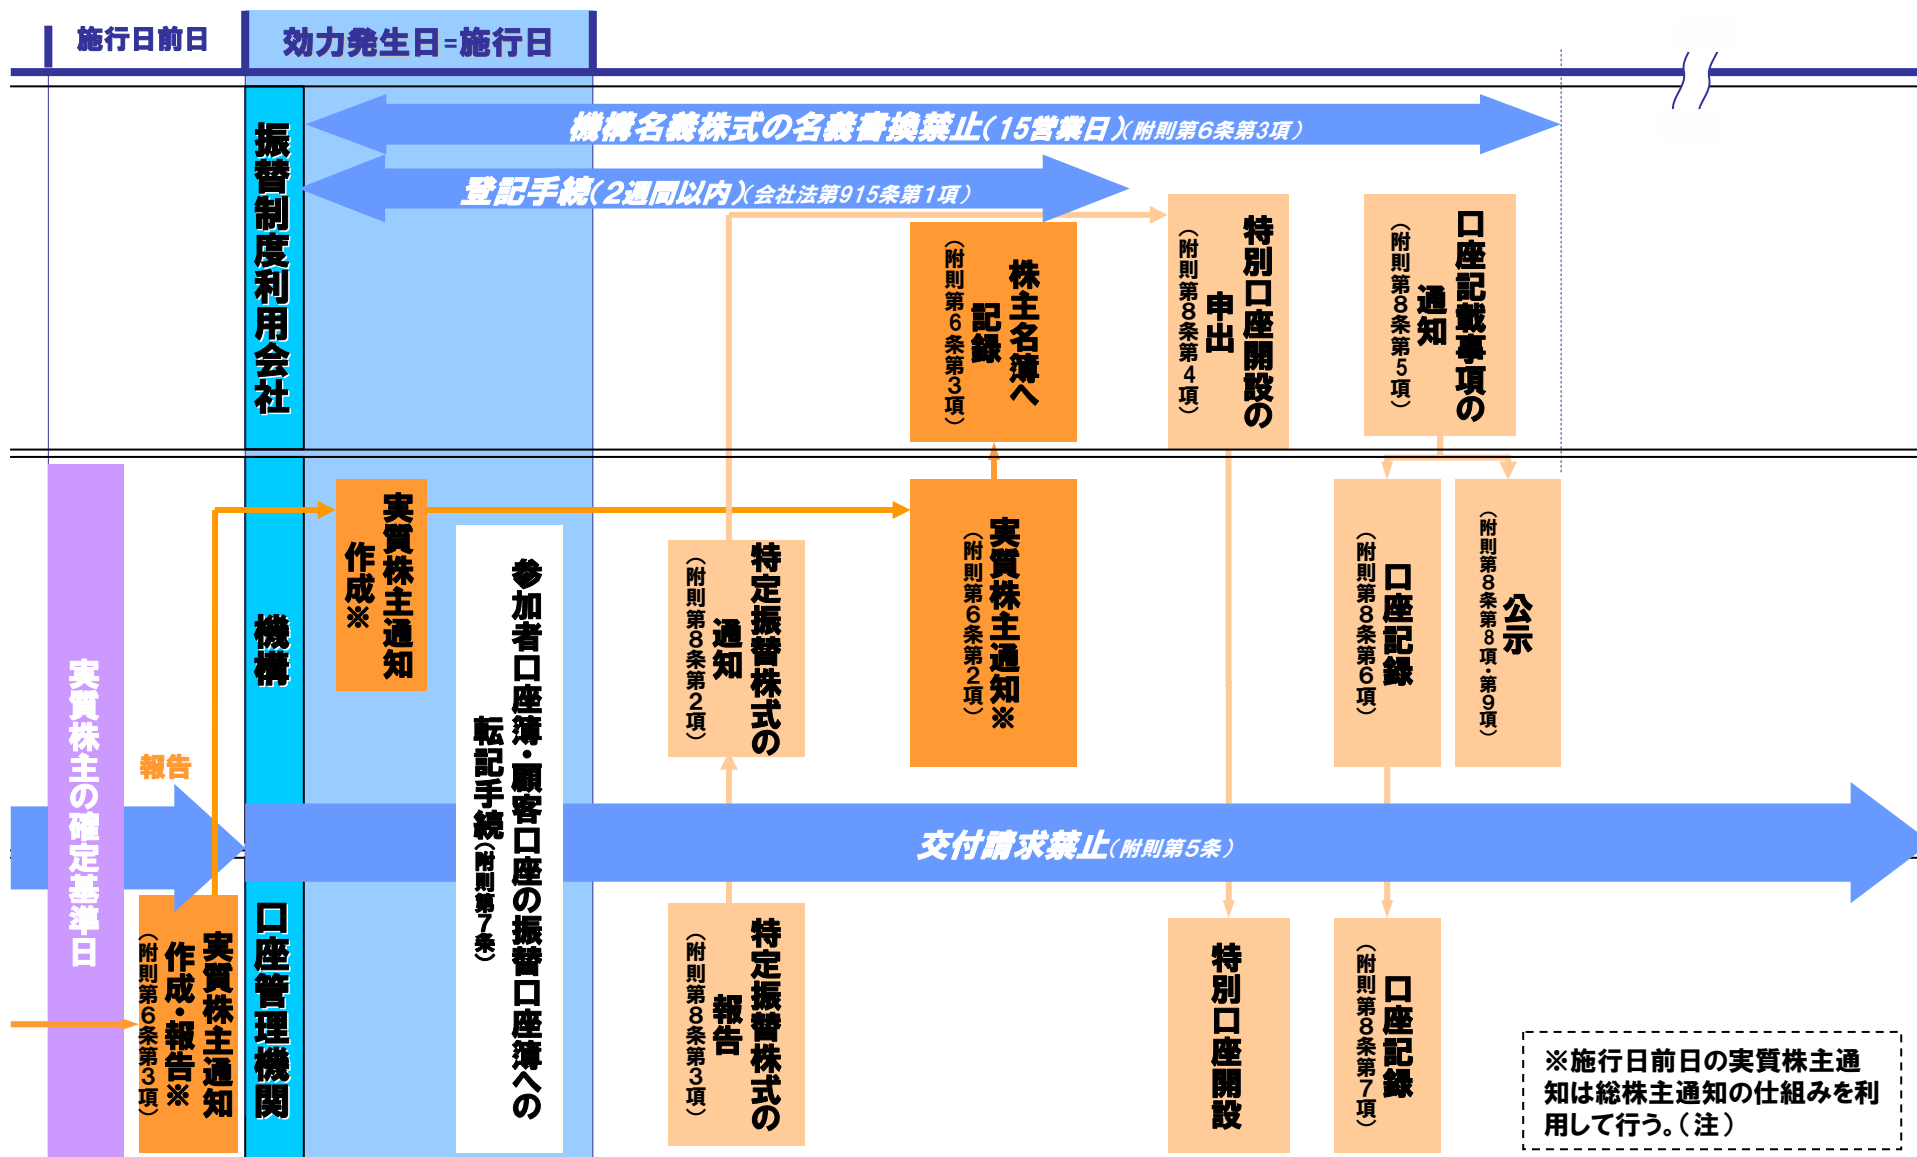 施行日前日
効力発生日=施行日
機構名義株式の名義書換禁止(15営業日)(附則第6条第3項)
登記手続(2週間以内)(会社法第915条第1項)
振替制度利用会社
株主名簿へ
記録
(附則第6条第3項)
特別口座開設の
申出
(附則第8条第4項)
口座記載事項の
通知
(附則第8条第5項)
機構
実質株主通知
作成※
参加者口座簿・顧客口座の振替口座簿への
転記手続(附則第7条)
特定振替株式の
通知
(附則第8条第2項)
実質株主通知※
(附則第6条第2項)
口座記録
(附則第8条第6項)
公示
(附則第8条第8項・第9項)
実質株主の確定基準日
報告
交付請求禁止(附則第5条)
口座管理機関
実質株主通知
作成・報告※
(附則第6条第3項)
特定振替株式の
報告
(附則第8条第3項)
特別口座開設
口座記録
(附則第8条第7項)
※施行日前日の実質株主通
知は総株主通知の仕組みを利
用して行う。(注)